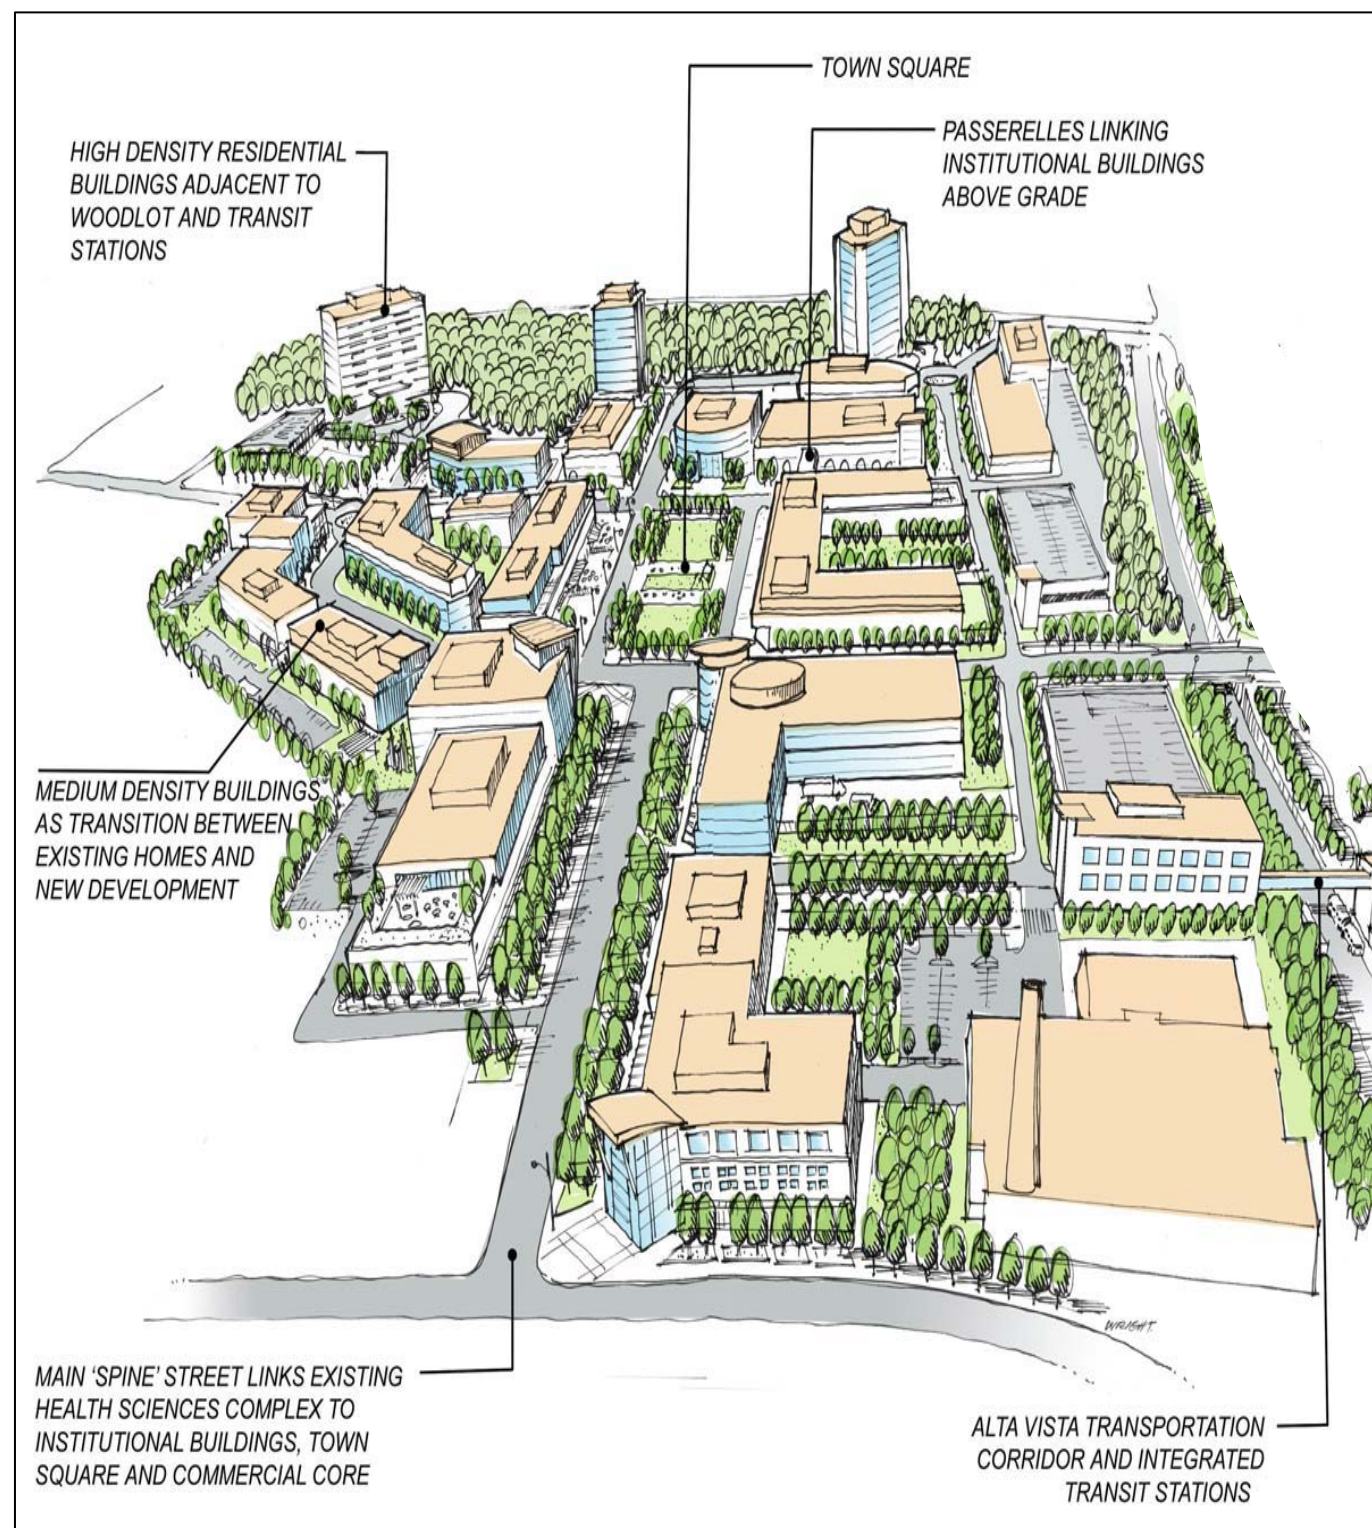 TOWN SQUARE
PASSERELLES LINKING
INSTITUTIONAL BUILDINGS
ABOVE GRADE
HIGH DENSITY RESIDENTIAL
BUILDINGS ADJACENT TO
WOODLOT AND TRANSIT
STATIONS
MEDIUM DENSITY BUILDINGS
AS TRANSITION BETWEEN
EXISTING HOMES AND
NEW DEVELOPMENT
WRIGHT.
MAIN ‘SPINE’ STREET LINKS EXISTING
HEALTH SCIENCES COMPLEX TO
INSTITUTIONAL BUILDINGS, TOWN
SQUARE AND COMMERCIAL CORE
ALTA VISTA TRANSPORTATION
CORRIDOR AND INTEGRATED
TRANSIT STATIONS